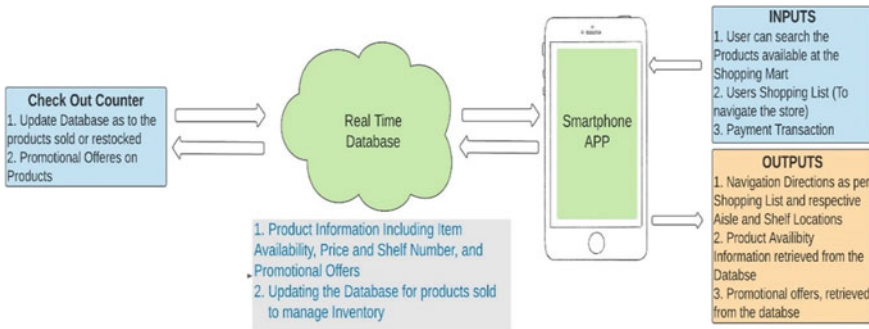 Check Out Counter
1. Update Database as to the
products sold or restocked
2. Promotional Offeres on
Products
Real Time
Database
1. Product Information Including Item
Availability, Price and Shelf Number, and
Promotional Offers
2. Updating the Database for products sold
to manage Inventory
Smartphone
APP
INPUTS
1. User can search the
Products available at the
Shopping Mart
2. Users Shopping List (To
navigate the store)
3. Payment Transaction
OUTPUTS
1. Navigation Directions as per
Shopping List and respective
Aisle and Shelf Locations
2. Product Availibity
Information retrieved from the
Databse
3. Promotional offers, retrieved
from the databse